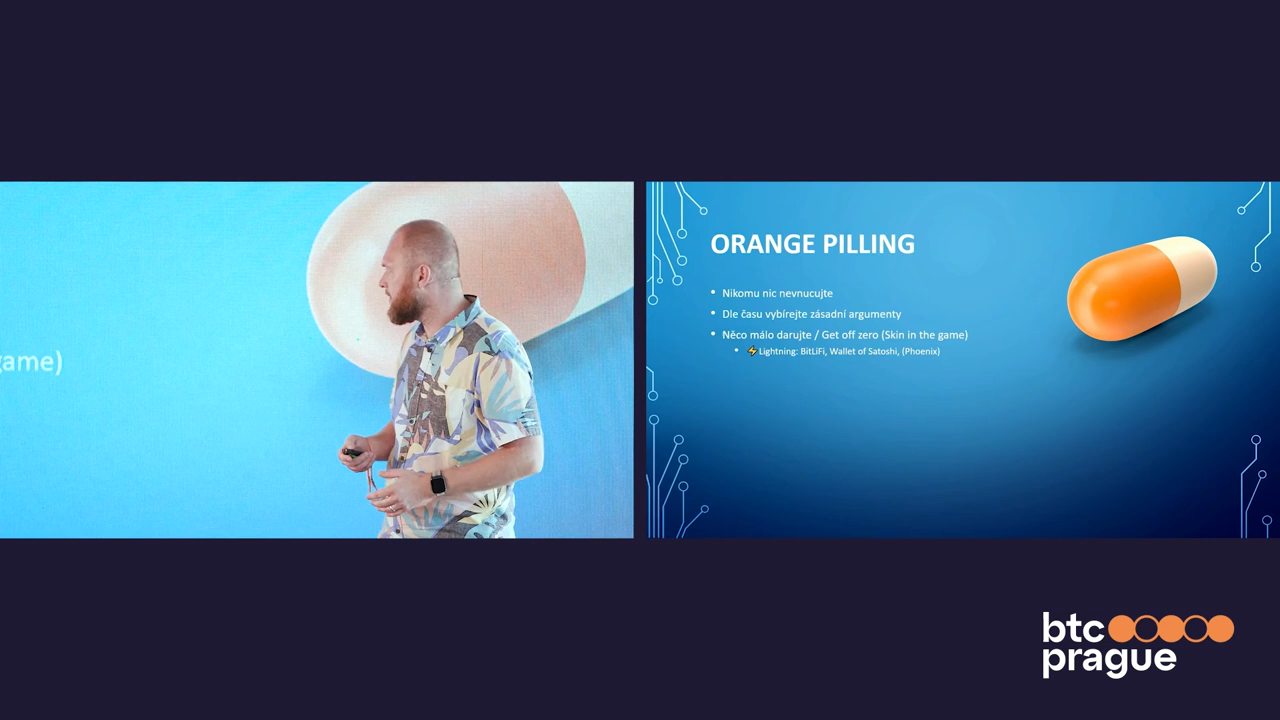 game)
ORANGE PILLING
• Nikomu nic nevnucujte
• Dle času vybírejte zásadní argumenty
• Něco málo darujte / Get off zero (Skin in the game)
• ⚡Lightning: BitLiFi, Wallet of Satoshi, (Phoenix)
btc
prague